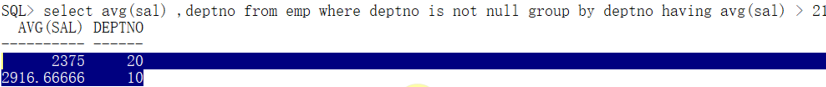 SQL> select avg(sal) ,deptno from emp where deptno is not null group by deptno having avg(sal) > 21
AVG(SAL) DEPTNO
---------- ------
2375 20
2916.66666 10